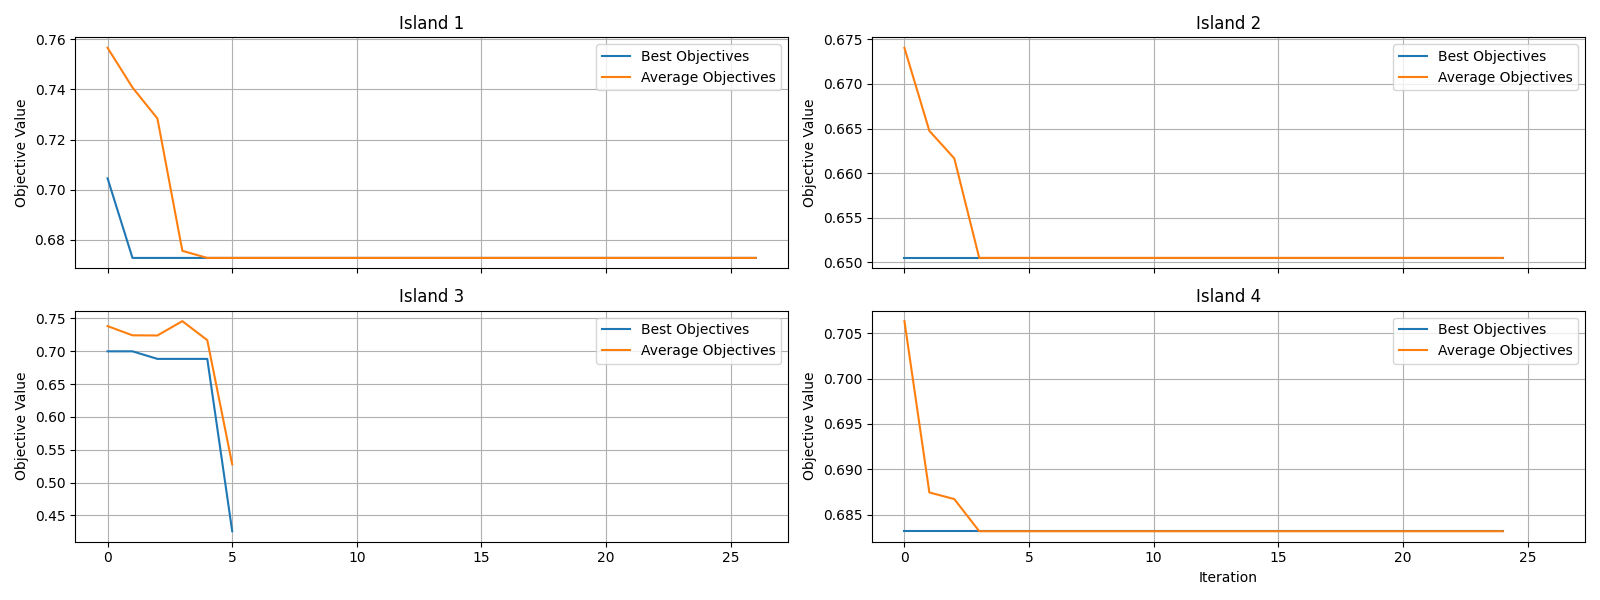 Island 1
Objective Value
0.76
0.74
0.72
0.70
0.68
Best Objectives
Average Objectives
Island 2
Objective Value
0.675
0.670
0.665
0.660
0.655
0.650
Best Objectives
Average Objectives
Island 3
Objective Value
0.75
0.70
0.65
0.60
0.55
0.50
0.45
Best Objectives
Average Objectives
0 5 10 15 20 25
Island 4
Objective Value
0.705
0.700
0.695
0.690
0.685
Best Objectives
Average Objectives
0 5 10 15 20 25
Iteration